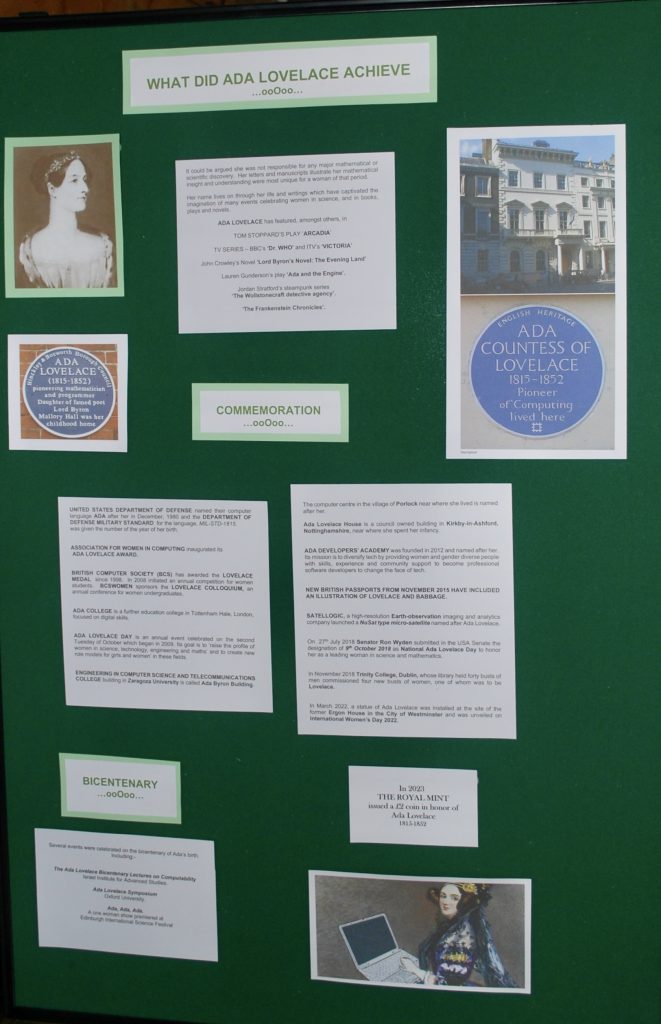 WHAT DID ADA LOVELACE ACHIEVE
…ooOoo…
It could be argued she was not responsible for any major mathematical or
scientific discovery. Her letters and manuscripts illustrate her mathematical
insight and understanding were most unique for a woman of that period.
Her name lives on through her life and writings which have captivated the
imagination of many events celebrating women in science, and in books,
plays and novels.
ADA LOVELACE has featured, amongst others, in
TOM STOPPARD'S PLAY 'ARCADIA'
TV SERIES – BBC's 'Dr. WHO' and ITV's 'VICTORIA'
John Crowley's Novel 'Lord Byron's Novel: The Evening Land'
Lauren Gunderson's play 'Ada and the Engine'.
Jordan Stratford's steampunk series
'The Wollstonecraft detective agency'.
'The Frankenstein Chronicles'.
ENGLISH HERITAGE
ADA
COUNTESS OF
LOVELACE
1815-1852
Pioneer
of Computing
lived here
Hinckley & Bosworth Borough Council
ADA
LOVELACE
(1815-1852)
pioneering mathematician
and programmer
Daughter of famed poet
Lord Byron
Mallory Hall was her
childhood home
COMMEMORATION
…ooOoo…
UNITED STATES DEPARTMENT OF DEFENSE named their computer
language ADA after her in December, 1980 and the DEPARTMENT OF
DEFENSE MILITARY STANDARD for the language, MIL-STD-1815,
was given the number of the year of her birth.
ASSOCIATION FOR WOMEN IN COMPUTING inaugurated its
ADA LOVELACE AWARD.
BRITISH COMPUTER SOCIETY (BCS) has awarded the LOVELACE
MEDAL since 1998. In 2008 initiated an annual competition for women
students. BCSWOMEN sponsors the LOVELACE COLLOQUIUM, an
annual conference for women undergraduates.
ADA COLLEGE is a further education college in Tottenham Hale, London,
focused on digital skills.
ADA LOVELACE DAY is an annual event celebrated on the second
Tuesday of October which began in 2009. Its goal is to 'raise the profile of
women in science, technology, engineering and maths' and to create new
role models for girls and women' in these fields.
ENGINEERING IN COMPUTER SCIENCE AND TELECOMMUNICATIONS
COLLEGE building in Zaragoza University is called Ada Byron Building.
The computer centre in the village of Porlock near where she lived is named
after her.
Ada Lovelace House is a council owned building in Kirkby-in-Ashford,
Nottinghamshire, near where she spent her infancy.
ADA DEVELOPERS' ACADEMY was founded in 2012 and named after her.
Its mission is to diversify tech by providing women and gender diverse people
with skills, experience and community support to become professional
software developers to change the face of tech.
NEW BRITISH PASSPORTS FROM NOVEMBER 2015 HAVE INCLUDED
AN ILLUSTRATION OF LOVELACE AND BABBAGE.
SATELLOGIC, a high-resolution Earth-observation imaging and analytics
company launched a NuSat type micro-satellite named after Ada Lovelace.
On, 27th July 2018 Senator Ron Wyden submitted in the USA Senate the
designation of 9th October 2018 as National Ada Lovelace Day to honor
her as a leading woman in science and mathematics.
In November 2018 Trinity College, Dublin, whose library held forty busts of
men commissioned four new busts of women, one of whom was to be
Lovelace.
In March 2022, a statue of Ada Lovelace was installed at the site of the
former Ergon House in the City of Westminster and was unveiled on
International Women's Day 2022.
BICENTENARY
…ooOoo…
Several events were celebrated on the bicentenary of Ada's birth,
including:-
The Ada Lovelace Bicentenary Lectures on Computability
Israel Institute for Advanced Studies.
Ada Lovelace Symposium
Oxford University.
Ada, Ada, Ada,
A one woman show premiered at
Edinburgh International Science Festival
In 2023
THE ROYAL MINT
issued a £2 coin in honor of
Ada Lovelace
1815-1852